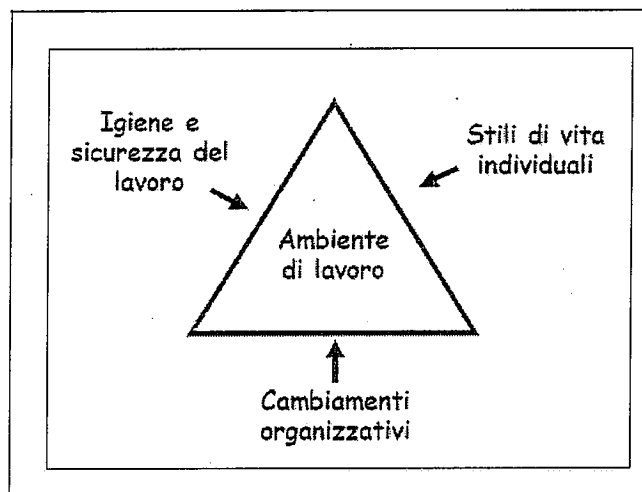 Igiene e
sicurezza del
lavoro
Stili di vita
individuali
Ambiente
di lavoro
Cambiamenti
organizzativi